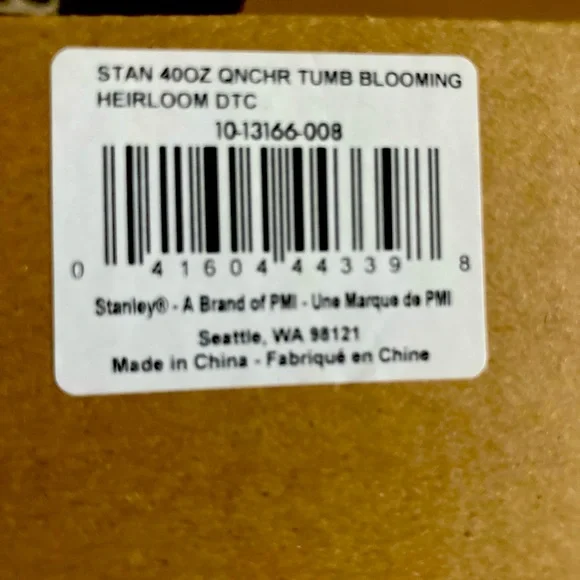 STAN 40OZ QNCHR TUMB BLOOMING
HEIRLOOM DTC
10-13166-008
0 41604 44339 8
Stanley® - A Brand of PMI - Une Marque de PMI
Seattle, WA 98121
Made in China - Fabriqué en Chine